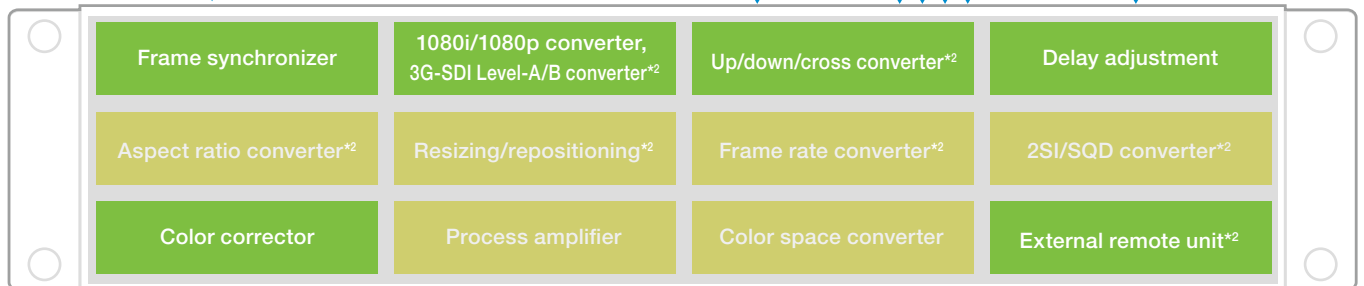 Frame synchronizer
1080i/1080p converter,
3G-SDI Level-A/B converter*2
Up/down/cross converter*2
Delay adjustment
Aspect ratio converter*2
Resizing/repositioning*2
Frame rate converter*2
2SI/SQD converter*2
Color corrector
Process amplifier
Color space converter
External remote unit*2